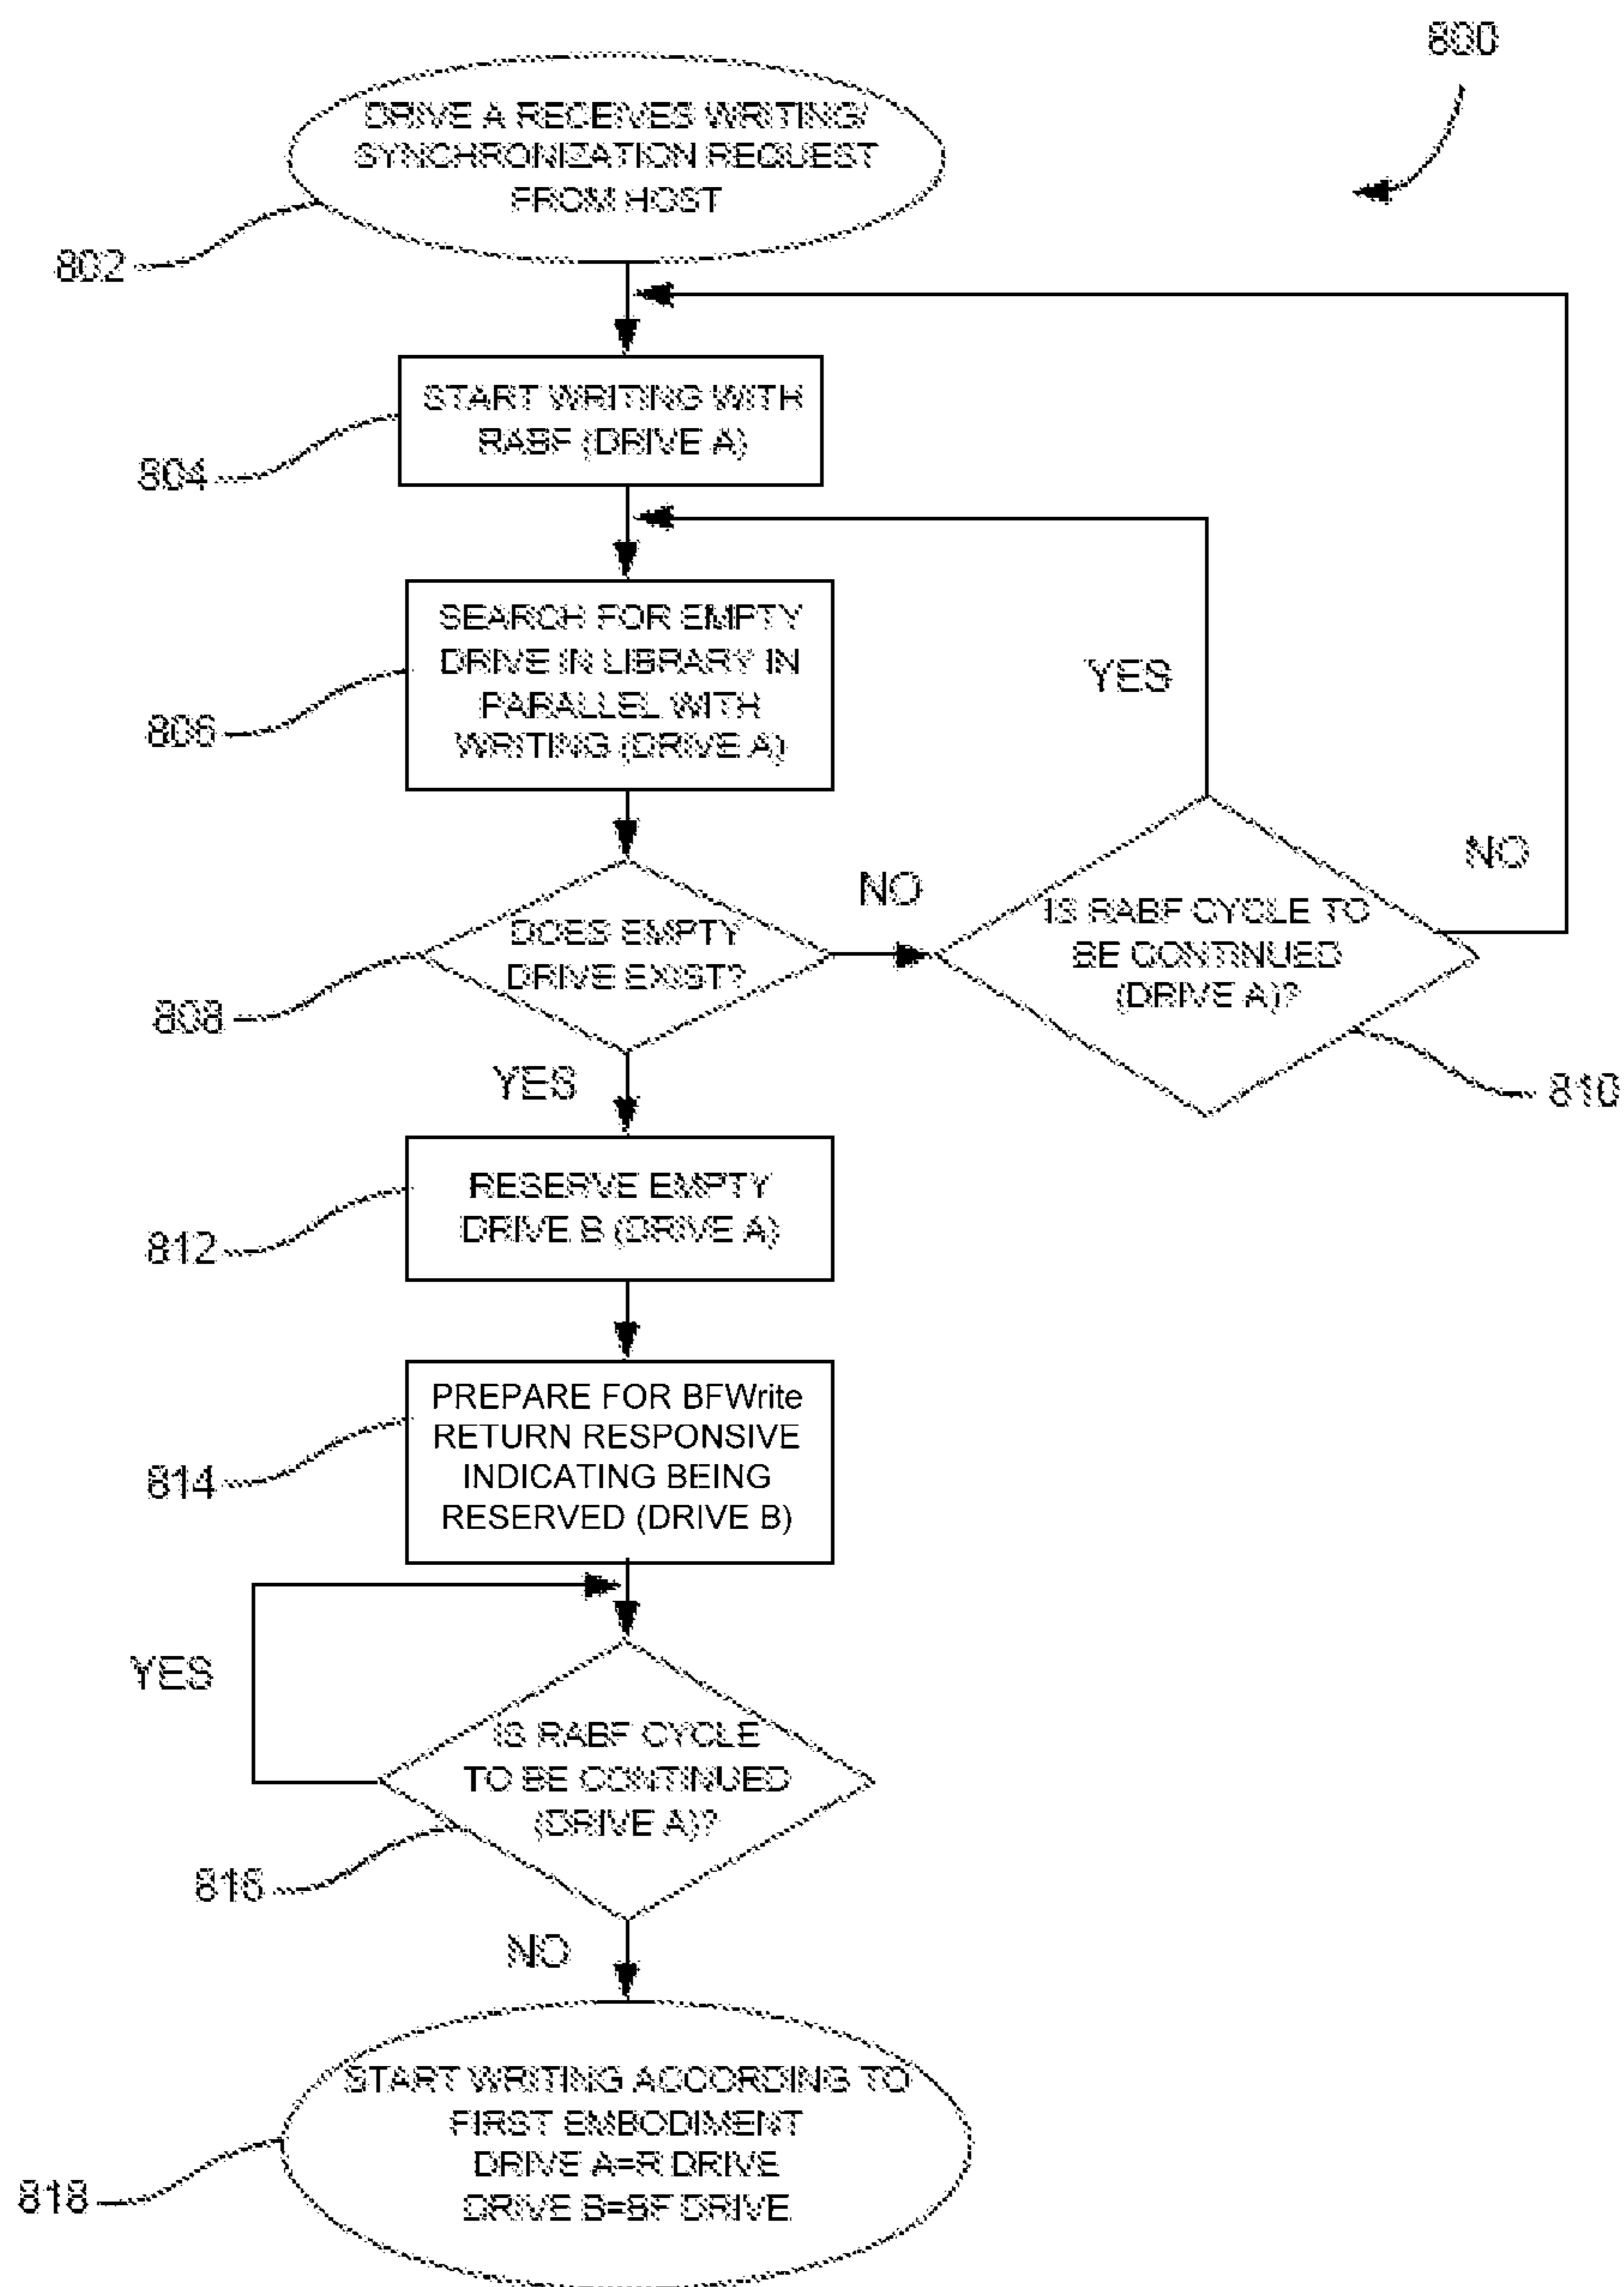 800
DRIVE A RECEIVES WRITING/
SYNCHRONIZATION REQUEST
FROM HOST
802
START WRITING WITH
RABF (DRIVE A)
804
SEARCH FOR EMPTY
DRIVE IN LIBRARY IN
PARALLEL WITH
WRITING (DRIVE A)
806
YES
NO
DOES EMPTY
DRIVE EXIST?
808
NO
IS RABF CYCLE TO
BE CONTINUED
(DRIVE A)?
810
YES
RESERVE EMPTY
DRIVE B (DRIVE A)
812
PREPARE FOR BFWrite
RETURN RESPONSIVE
INDICATING BEING
RESERVED (DRIVE B)
814
YES
IS RABF CYCLE
TO BE CONTINUED
(DRIVE A)?
816
NO
START WRITING ACCORDING TO
FIRST EMBODIMENT
DRIVE A=R DRIVE
DRIVE B=BF DRIVE
818